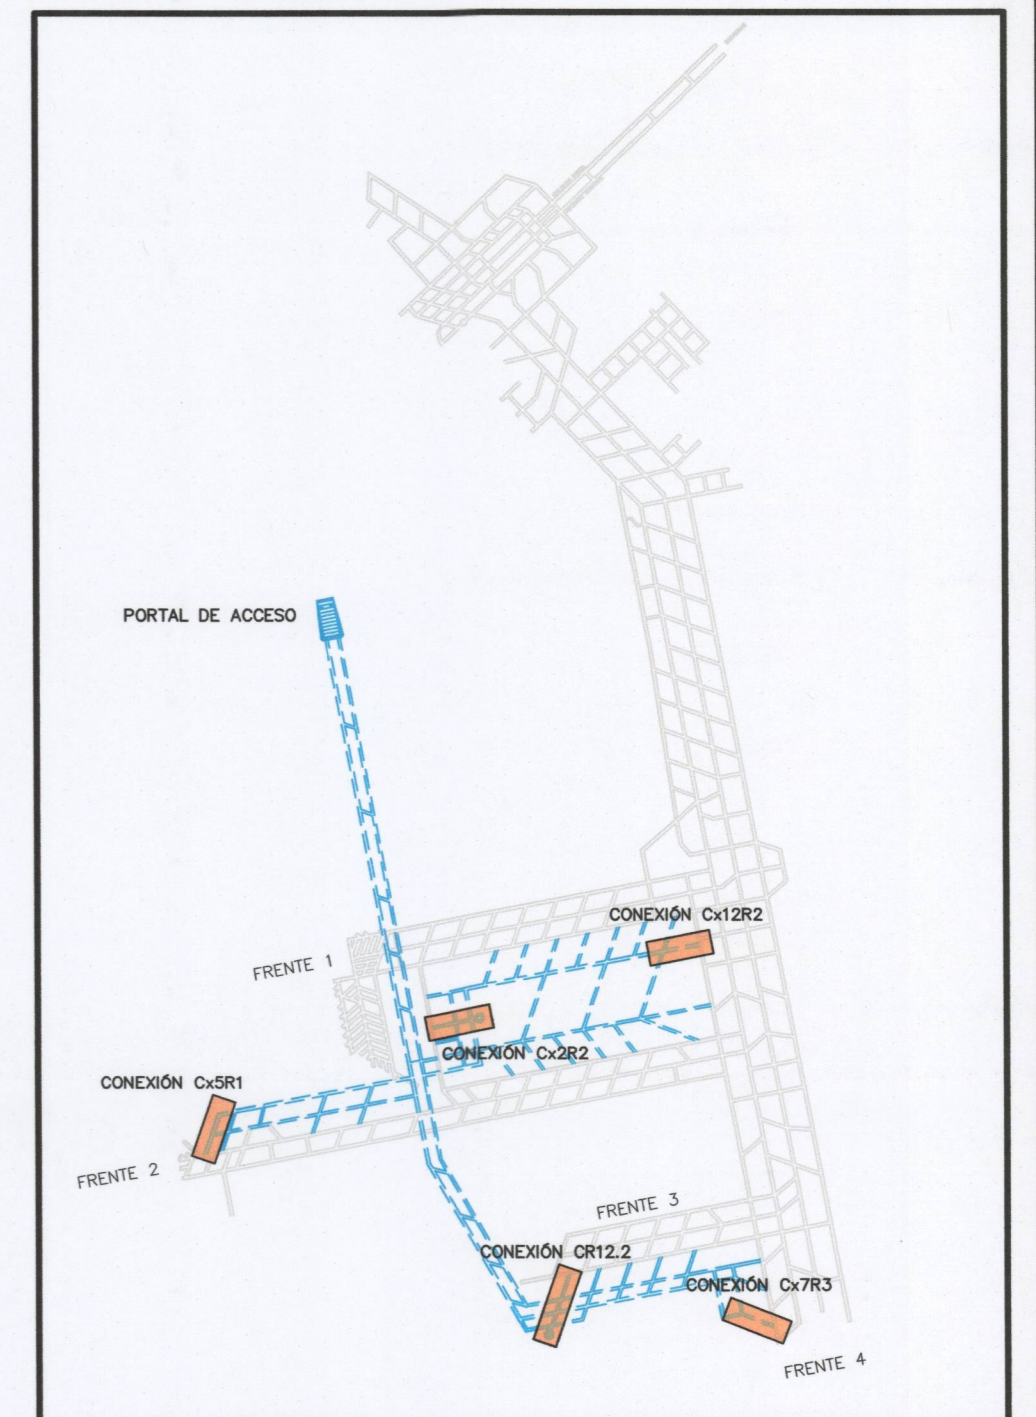 PORTAL DE ACCESO
CONEXIÓN Cx12R2
FRENTE 1
CONEXIÓN Cx2R2
CONEXIÓN Cx5R1
FRENTE 2
FRENTE 3
CONEXIÓN CR12.2
CONEXIÓN Cx7R3
FRENTE 4